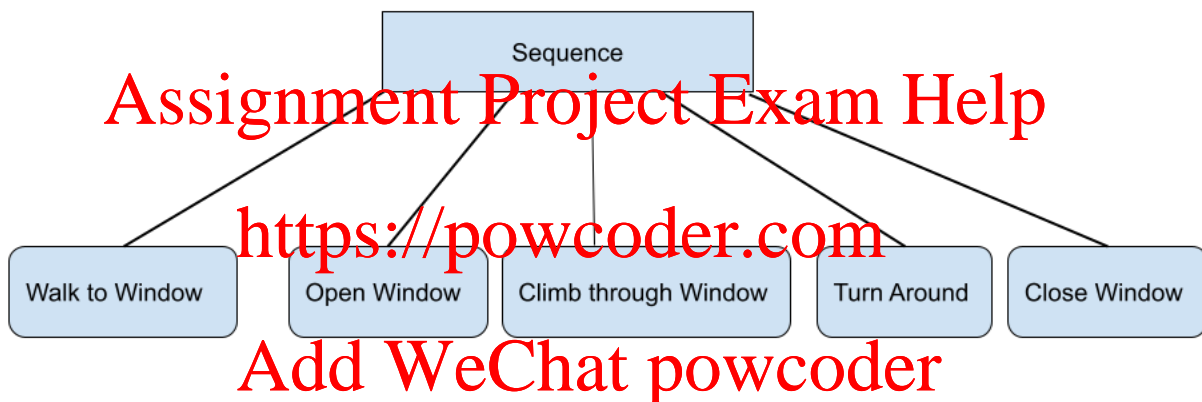 Sequence
Assignment Project Exam Help
https://powcoder.com
Walk to Window
Open Window
Climb through Window
Turn Around
Close Window
Add WeChat powcoder